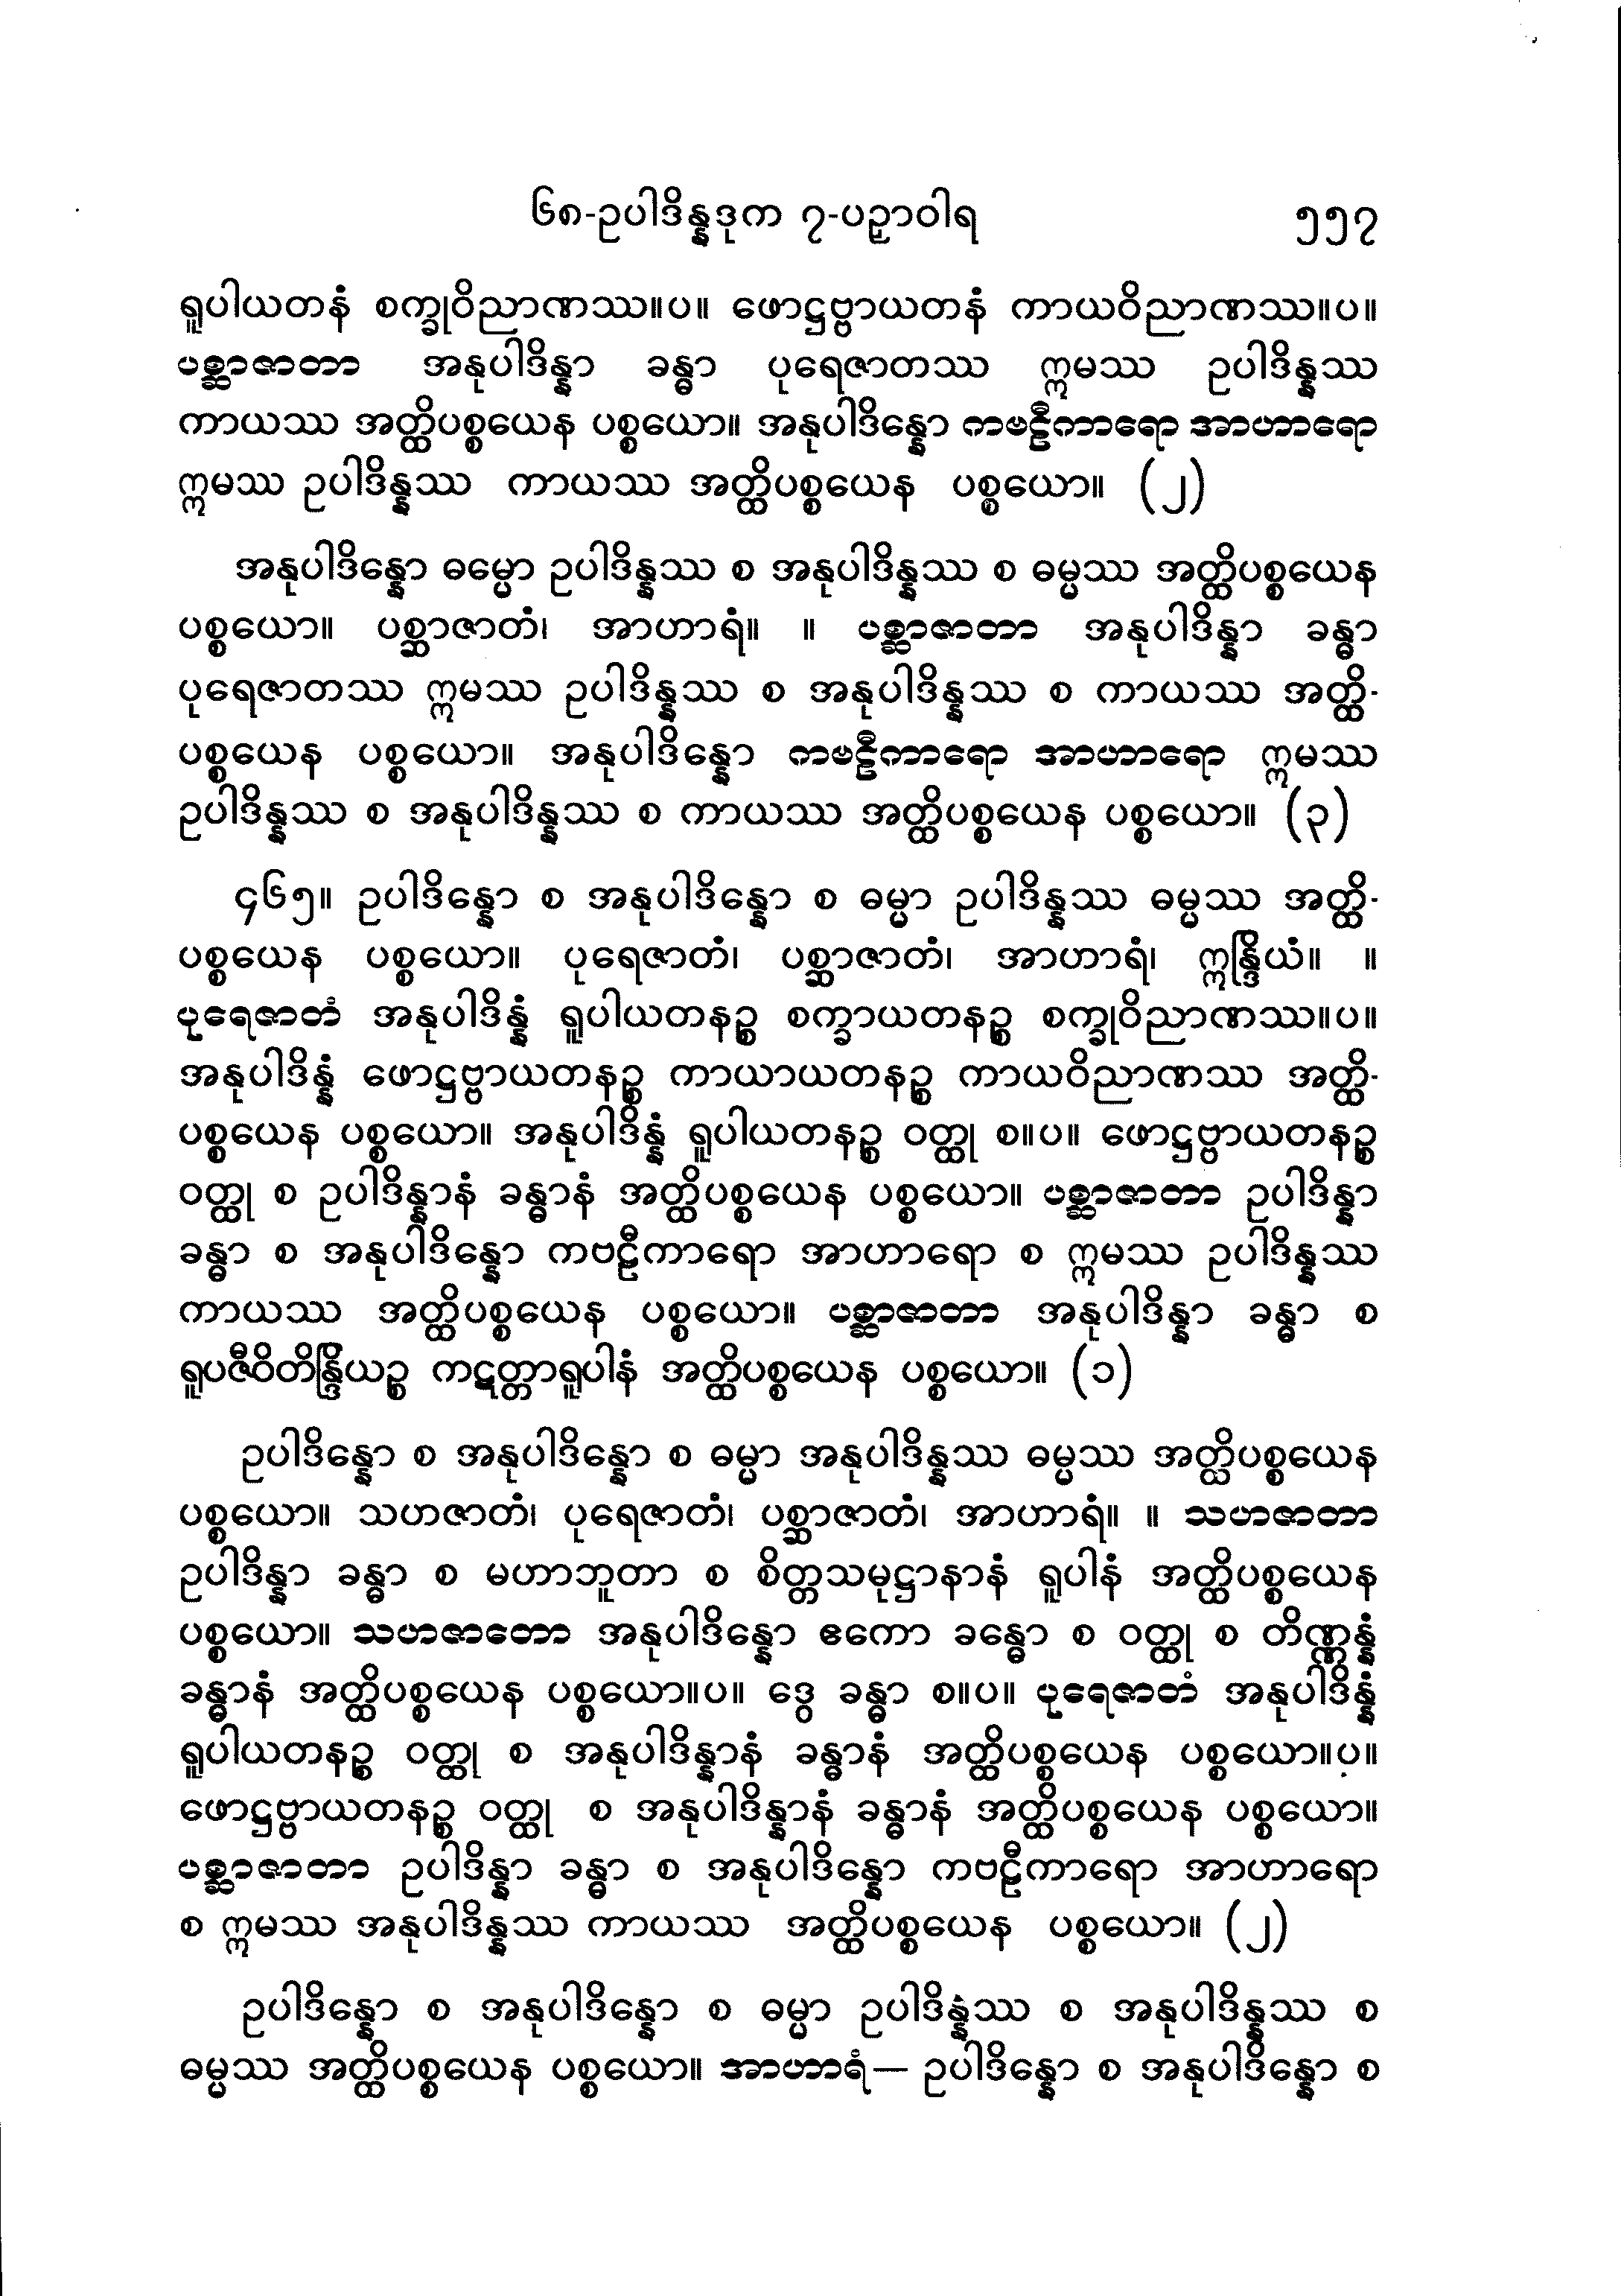 ၆၈-ဥပါဒိန္နဒုက ၇-ပဉှာဝါရ ၅၅၇
ရူပါယတနံ စက္ခုဝိညာဏဿ။ပ။ ဖောဋ္ဌဗ္ဗာယတနံ ကာယဝိညာဏဿ။ပ။
ပစ္ဆာဇာတာ အနုပါဒိန္နာ ခန္ဓာ ပုရေဇာတဿ ဣမဿ ဥပါဒိန္နဿ
ကာယဿ အတ္ထိပစ္စယေန ပစ္စယော။ အနုပါဒိန္နော ကဗဠီကာရော အာဟာရော
ဣမဿ ဥပါဒိန္နဿ ကာယဿ အတ္ထိပစ္စယေန ပစ္စယော။ (၂)
အနုပါဒိန္နော ဓမ္မော ဥပါဒိန္နဿ စ အနုပါဒိန္နဿ စ ဓမ္မဿ အတ္ထိပစ္စယေန
ပစ္စယော။ ပစ္ဆာဇာတံ၊ အာဟာရံ။ ။ ပစ္ဆာဇာတာ အနုပါဒိန္နာ ခန္ဓာ
ပုရေဇာတဿ ဣမဿ ဥပါဒိန္နဿ စ အနုပါဒိန္နဿ စ ကာယဿ အတ္ထိ-
ပစ္စယေန ပစ္စယော။ အနုပါဒိန္နော ကဗဠီကာရော အာဟာရော ဣမဿ
ဥပါဒိန္နဿ စ အနုပါဒိန္နဿ စ ကာယဿ အတ္ထိပစ္စယေန ပစ္စယော။ (၃)
၄၆၅။ ဥပါဒိန္နော စ အနုပါဒိန္နော စ ဓမ္မာ ဥပါဒိန္နဿ ဓမ္မဿ အတ္ထိ-
ပစ္စယေန ပစ္စယော။ ပုရေဇာတံ၊ ပစ္ဆာဇာတံ၊ အာဟာရံ၊ ဣန္ဒြိယံ။ ။
ပုရေဇာတံ အနုပါဒိန္နံ ရူပါယတနဉ္စ စက္ခာယတနဉ္စ စက္ခုဝိညာဏဿ။ပ။
အနုပါဒိန္နံ ဖောဋ္ဌဗ္ဗာယတနဉ္စ ကာယာယတနဉ္စ ကာယဝိညာဏဿ အတ္ထိ-
ပစ္စယေန ပစ္စယော။ အနုပါဒိန္နံ ရူပါယတနဉ္စ ဝတ္ထု စ။ပ။ ဖောဋ္ဌဗ္ဗာယတနဉ္စ
ဝတ္ထု စ ဥပါဒိန္နာနံ ခန္ဓာနံ အတ္ထိပစ္စယေန ပစ္စယော။ ပစ္ဆာဇာတာ ဥပါဒိန္နာ
ခန္ဓာ စ အနုပါဒိန္နော ကဗဠီကာရော အာဟာရော စ ဣမဿ ဥပါဒိန္နဿ
ကာယဿ အတ္ထိပစ္စယေန ပစ္စယော။ ပစ္ဆာဇာတာ အနုပါဒိန္နာ ခန္ဓာ စ
ရူပဇီဝိတိန္ဒြိယဉ္စ ကဋတ္တာရူပါနံ အတ္ထိပစ္စယေန ပစ္စယော။ (၁)
ဥပါဒိန္နော စ အနုပါဒိန္နော စ ဓမ္မာ အနုပါဒိန္နဿ ဓမ္မဿ အတ္ထိပစ္စယေန
ပစ္စယော။ သဟဇာတံ၊ ပုရေဇာတံ၊ ပစ္ဆာဇာတံ၊ အာဟာရံ။ ။ သဟဇာတာ
ဥပါဒိန္နာ ခန္ဓာ စ မဟာဘူတာ စ စိတ္တသမုဋ္ဌာနာနံ ရူပါနံ အတ္ထိပစ္စယေန
ပစ္စယော။ သဟဇာတော အနုပါဒိန္နော ဧကော ခန္ဓော စ ဝတ္ထု စ တိဏ္ဏန္နံ
ခန္ဓာနံ အတ္ထိပစ္စယေန ပစ္စယော။ပ။ ဒွေ ခန္ဓာ စ။ပ။ ပုရေဇာတံ အနုပါဒိန္နံ
ရူပါယတနဉ္စ ဝတ္ထု စ အနုပါဒိန္နာနံ ခန္ဓာနံ အတ္ထိပစ္စယေန ပစ္စယော။ပ။
ဖောဋ္ဌဗ္ဗာယတနဉ္စ ဝတ္ထု စ အနုပါဒိန္နာနံ ခန္ဓာနံ အတ္ထိပစ္စယေန ပစ္စယော။
ပစ္ဆာဇာတာ ဥပါဒိန္နာ ခန္ဓာ စ အနုပါဒိန္နော ကဗဠီကာရော အာဟာရော
စ ဣမဿ အနုပါဒိန္နဿ ကာယဿ အတ္ထိပစ္စယေန ပစ္စယော။ (၂)
ဥပါဒိန္နော စ အနုပါဒိန္နော စ ဓမ္မာ ဥပါဒိန္နဿ စ အနုပါဒိန္နဿ စ
ဓမ္မဿ အတ္ထိပစ္စယေန ပစ္စယော။ အာဟာရံ— ဥပါဒိန္နော စ အနုပါဒိန္နော စ